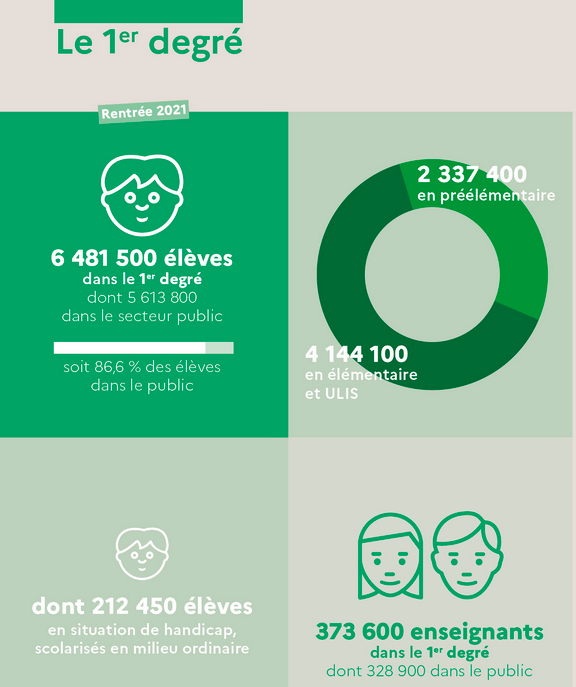 Le 1er degré
Rentrée 2021
6 481 500 élèves
dans le 1er degré
dont 5 613 800
dans le secteur public
soit 86,6 % des élèves
dans le public
2 337 400
en préélémentaire
4 144 100
en élémentaire
et ULIS
dont 212 450 élèves
en situation de handicap,
scolarisés en milieu ordinaire
373 600 enseignants
dans le 1er degré
dont 328 900 dans le public